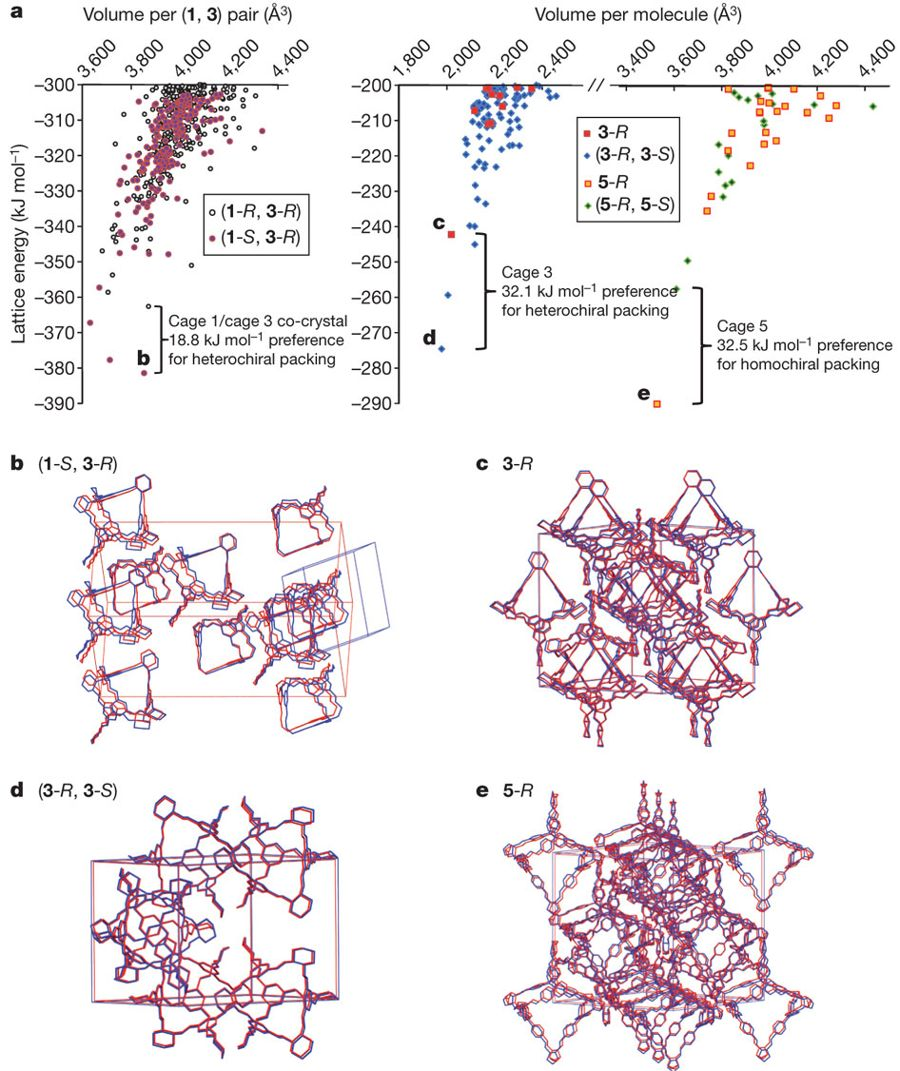 a
Volume per (1, 3) pair (Å³)
3,600 3,800 4,000 4,200 4,400
Lattice energy (kJ mol⁻¹)
–300
–310
–320
–330
–340
–350
–360
–370
–380
–390
(1-R, 3-R)
(1-S, 3-R)
Cage 1/cage 3 co-crystal
18.8 kJ mol⁻¹ preference
for heterochiral packing
b
Volume per molecule (Å³)
1,800 2,000 2,200 2,400 3,400 3,600 3,800 4,000 4,200 4,400
–200
–210
–220
–230
–240
–250
–260
–270
–280
–290
3-R
(3-R, 3-S)
5-R
(5-R, 5-S)
c
Cage 3
32.1 kJ mol⁻¹ preference
for heterochiral packing
d
Cage 5
32.5 kJ mol⁻¹ preference
for homochiral packing
e
b (1-S, 3-R)
c 3-R
d (3-R, 3-S)
e 5-R